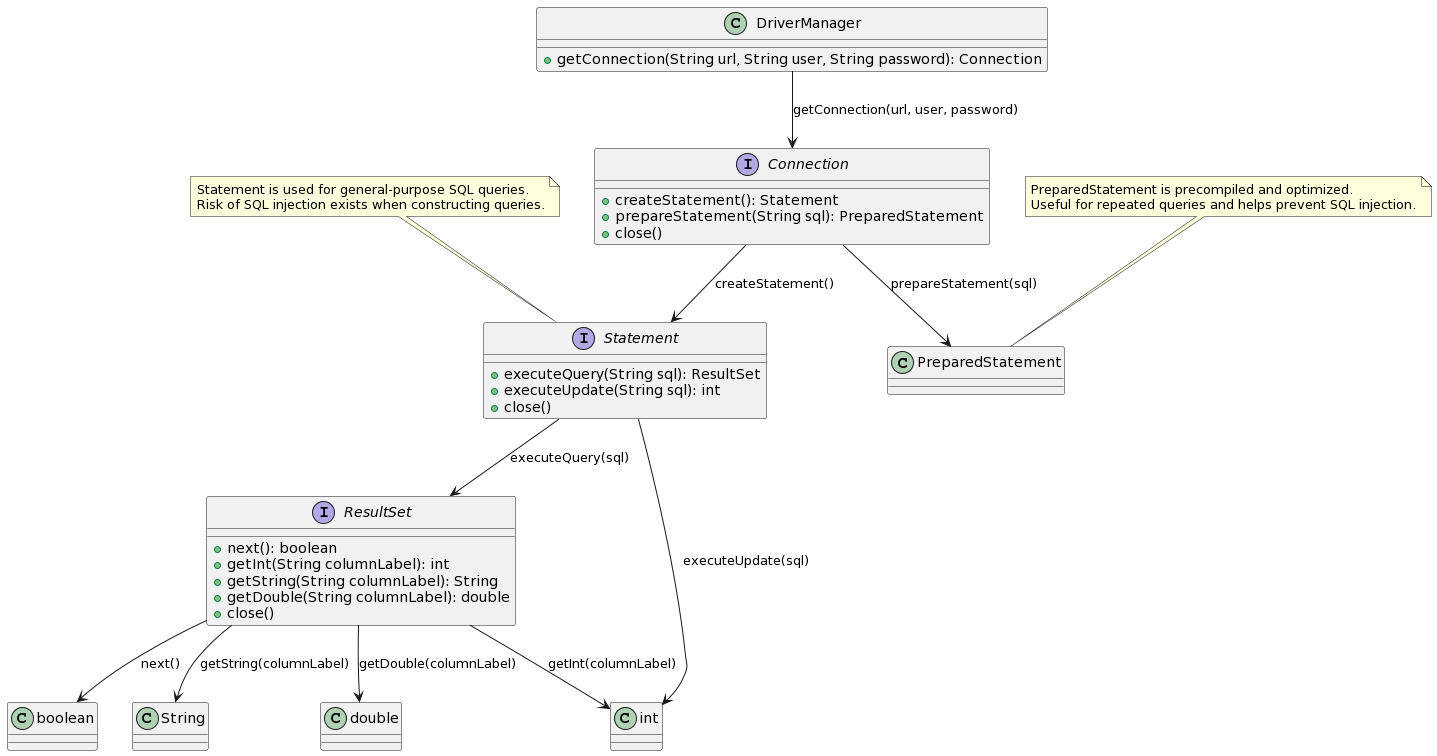 C DriverManager
getConnection(String url, String user, String password): Connection
getConnection(url, user, password)
I Connection
createStatement(): Statement
prepareStatement(String sql): PreparedStatement
close()
Statement is used for general-purpose SQL queries.
Risk of SQL injection exists when constructing queries.
PreparedStatement is precompiled and optimized.
Useful for repeated queries and helps prevent SQL injection.
createStatement()
prepareStatement(sql)
I Statement
executeQuery(String sql): ResultSet
executeUpdate(String sql): int
close()
C PreparedStatement
executeQuery(sql)
executeUpdate(sql)
I ResultSet
next(): boolean
getInt(String columnLabel): int
getString(String columnLabel): String
getDouble(String columnLabel): double
close()
next()
getString(columnLabel)
getDouble(columnLabel)
getInt(columnLabel)
C boolean
C String
C double
C int